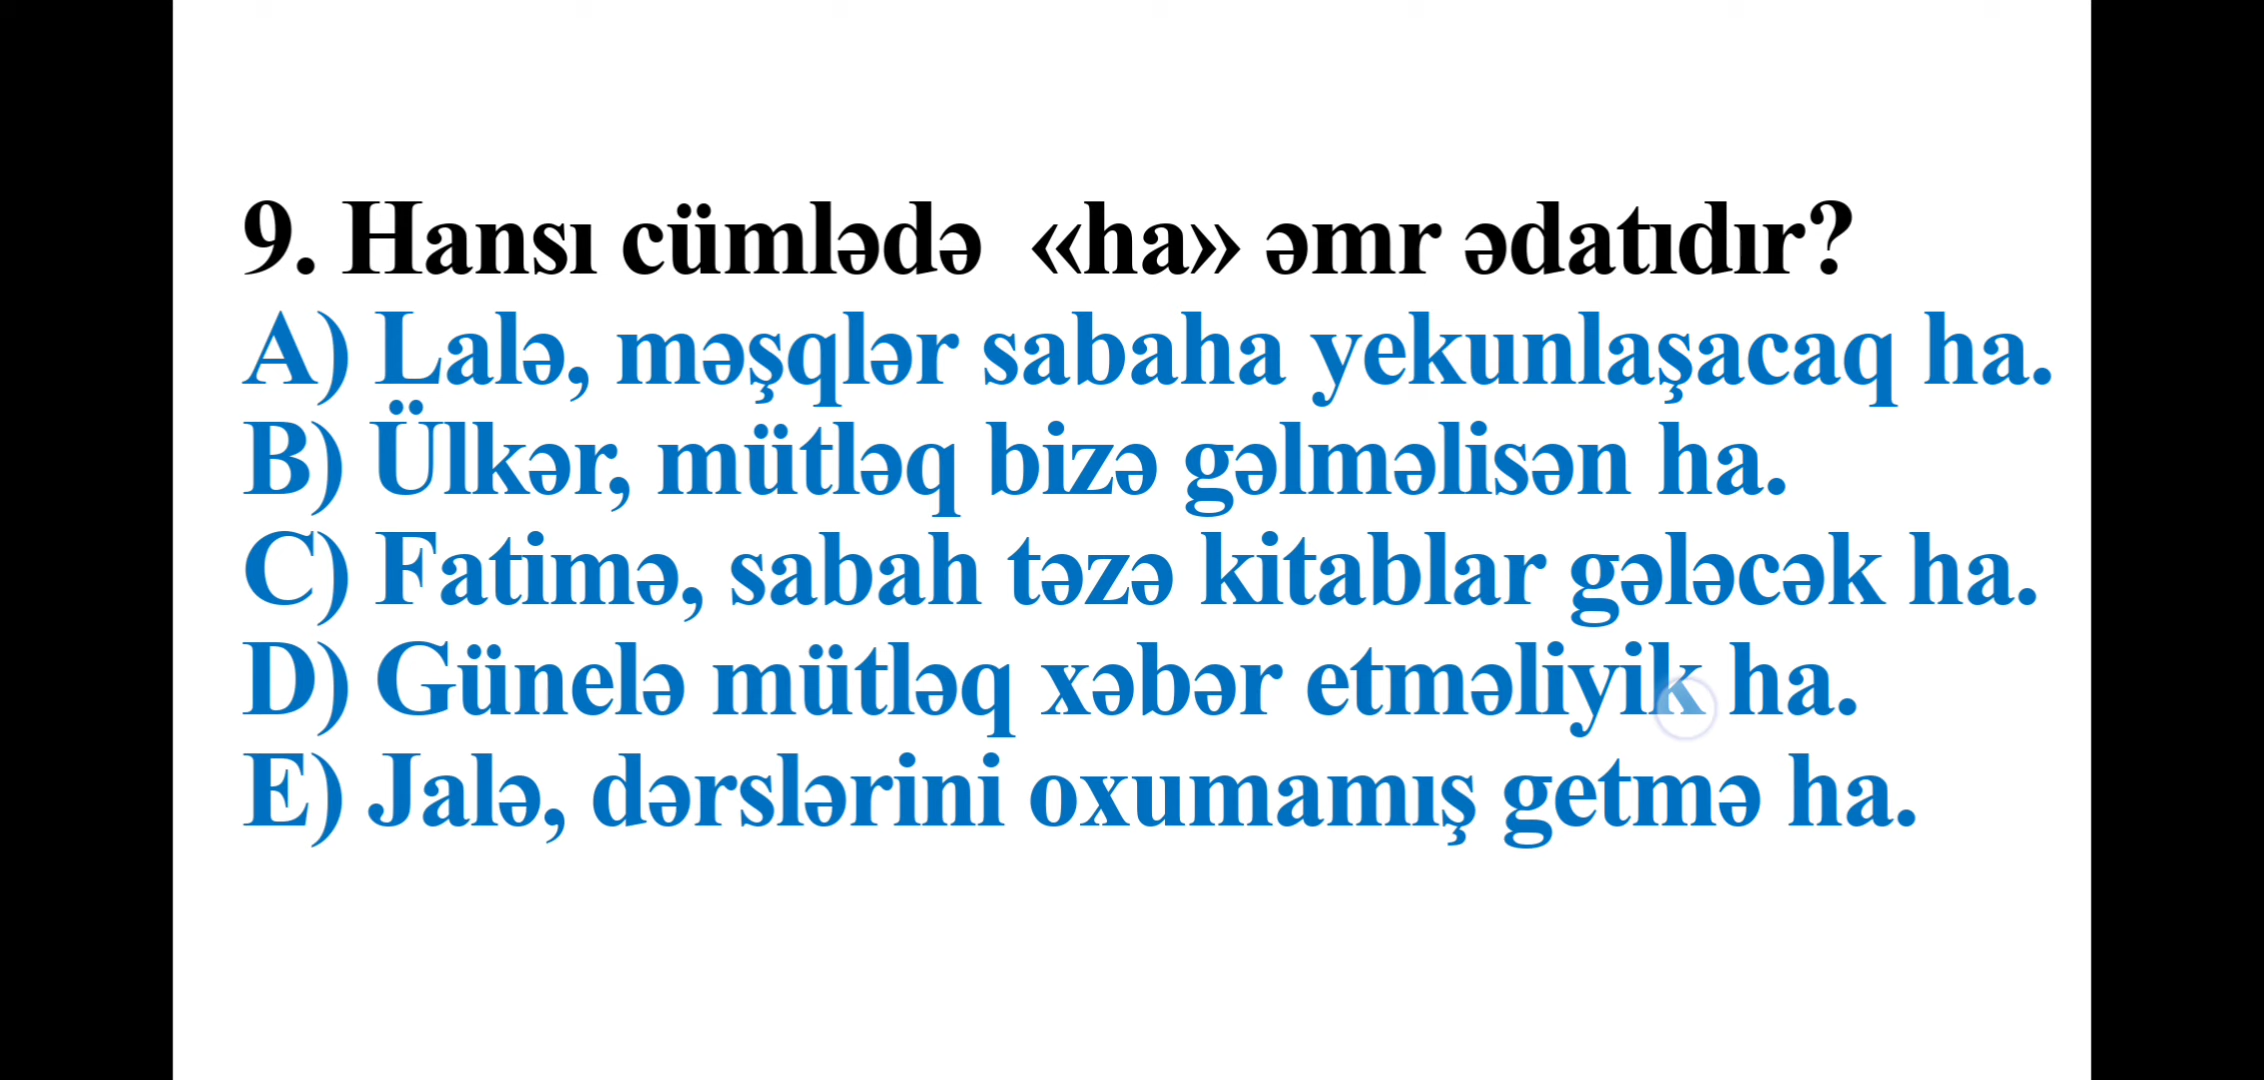 9. Hansı cümlədə «ha» əmr ədatıdır?
A) Lalə, məşqlər sabaha yekunlaşacaq ha.
B) Ülkər, mütləq bizə gəlməlisən ha.
C) Fatimə, sabah təzə kitablar gələcək ha.
D) Günelə mütləq xəbər etməliyik ha.
E) Jalə, dərslərini oxumamış getmə ha.